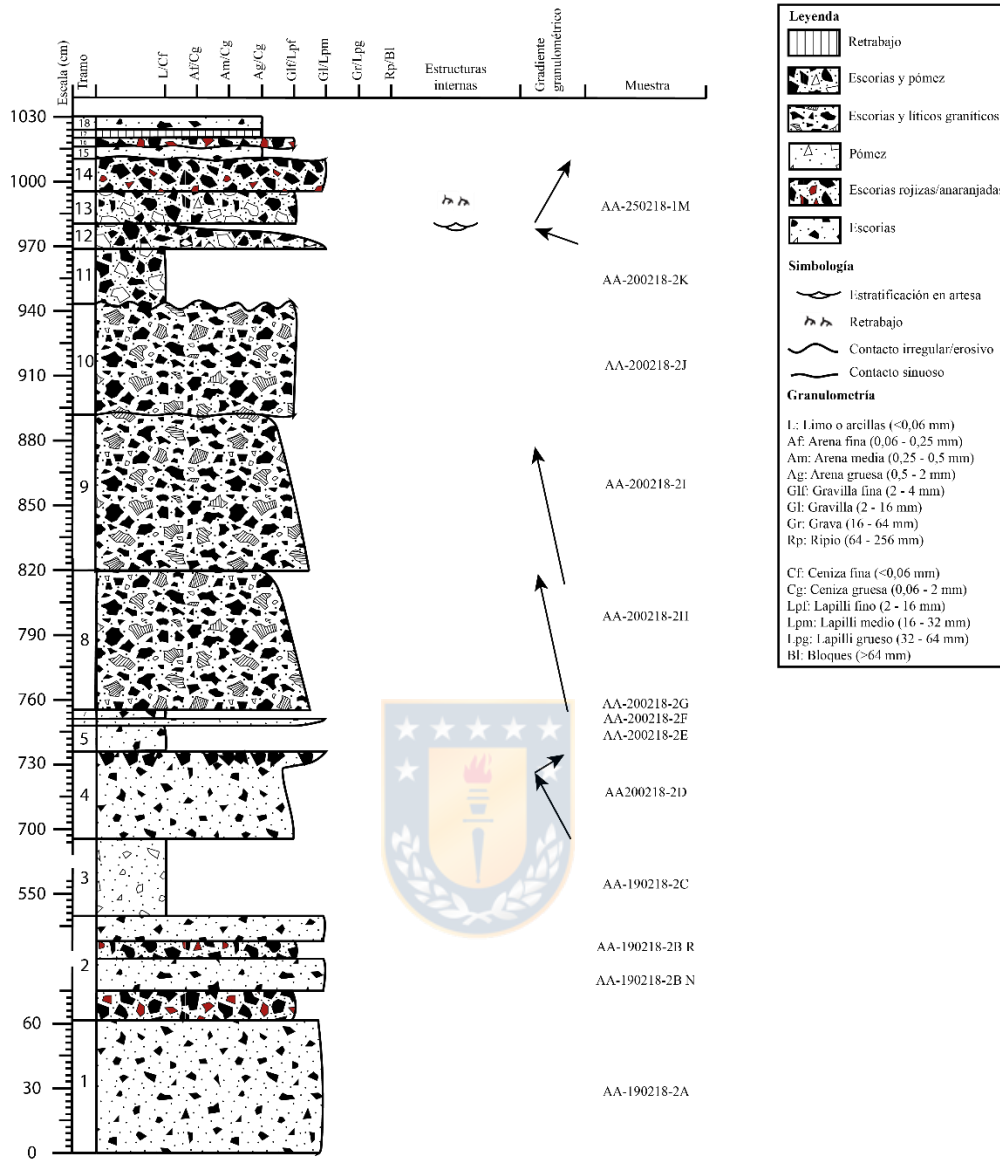 Escala (cm)
Tramo
L/Cf
Af/Cg
Am/Cg
Ag/Cg
Glf/Lpf
Gl/Lpm
Gr/Lpg
Rp/Bl
Estructuras
internas
Gradiente
granulométrico
Muestra
1030
1000
970
940
910
880
850
820
790
760
730
700
550
60
30
0
18
16
15
14
13
12
11
10
9
8
5
4
3
2
1
AA-250218-1M
AA-200218-2K
AA-200218-2J
AA-200218-2I
AA-200218-2H
AA-200218-2G
AA-200218-2F
AA-200218-2E
AA200218-2D
AA-190218-2C
AA-190218-2B R
AA-190218-2B N
AA-190218-2A
Leyenda
Retrabajo
Escorias y pómez
Escorias y líticos graníticos
Pómez
Escorias rojizas/anaranjadas
Escorias
Simbología
Estratificación en artesa
Retrabajo
Contacto irregular/erosivo
Contacto sinuoso
Granulometría
L: Limo o arcillas (<0,06 mm)
Af: Arena fina (0,06 - 0,25 mm)
Am: Arena media (0,25 - 0,5 mm)
Ag: Arena gruesa (0,5 - 2 mm)
Glf: Gravilla fina (2 - 4 mm)
Gl: Gravilla (2 - 16 mm)
Gr: Grava (16 - 64 mm)
Rp: Ripio (64 - 256 mm)
Cf: Ceniza fina (<0,06 mm)
Cg: Ceniza gruesa (0,06 - 2 mm)
Lpf: Lapilli fino (2 - 16 mm)
Lpm: Lapilli medio (16 - 32 mm)
Lpg: Lapilli grueso (32 - 64 mm)
Bl: Bloques (>64 mm)